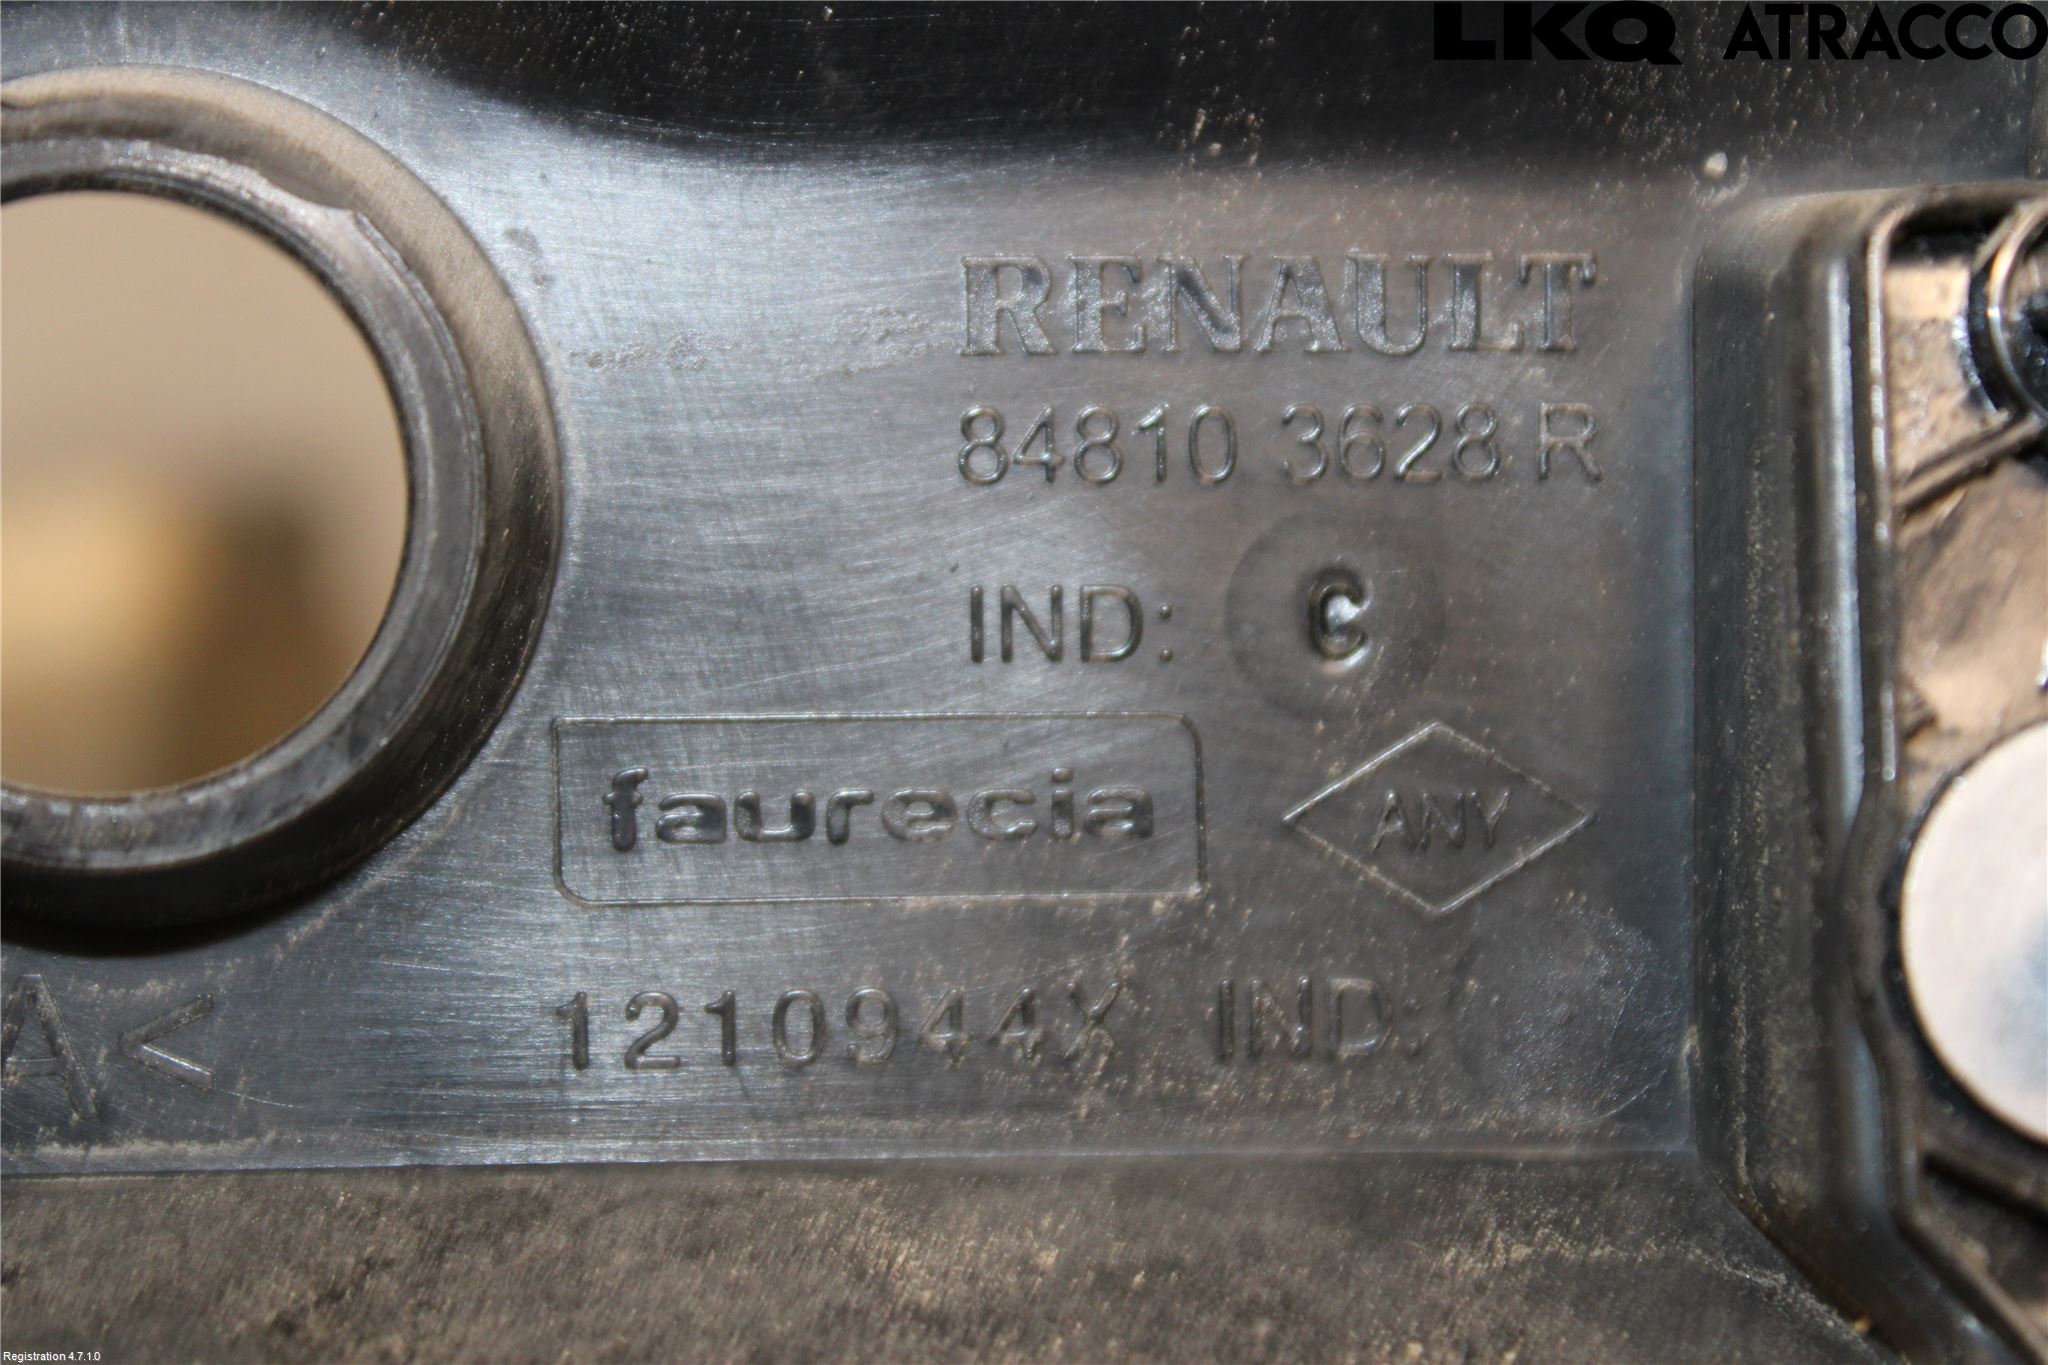 LKQ ATRACCO
RENAULT
84810 3628 R
IND: C
faurecia
ANY
A<
1210944X IND:
Registration 4.7.1.0